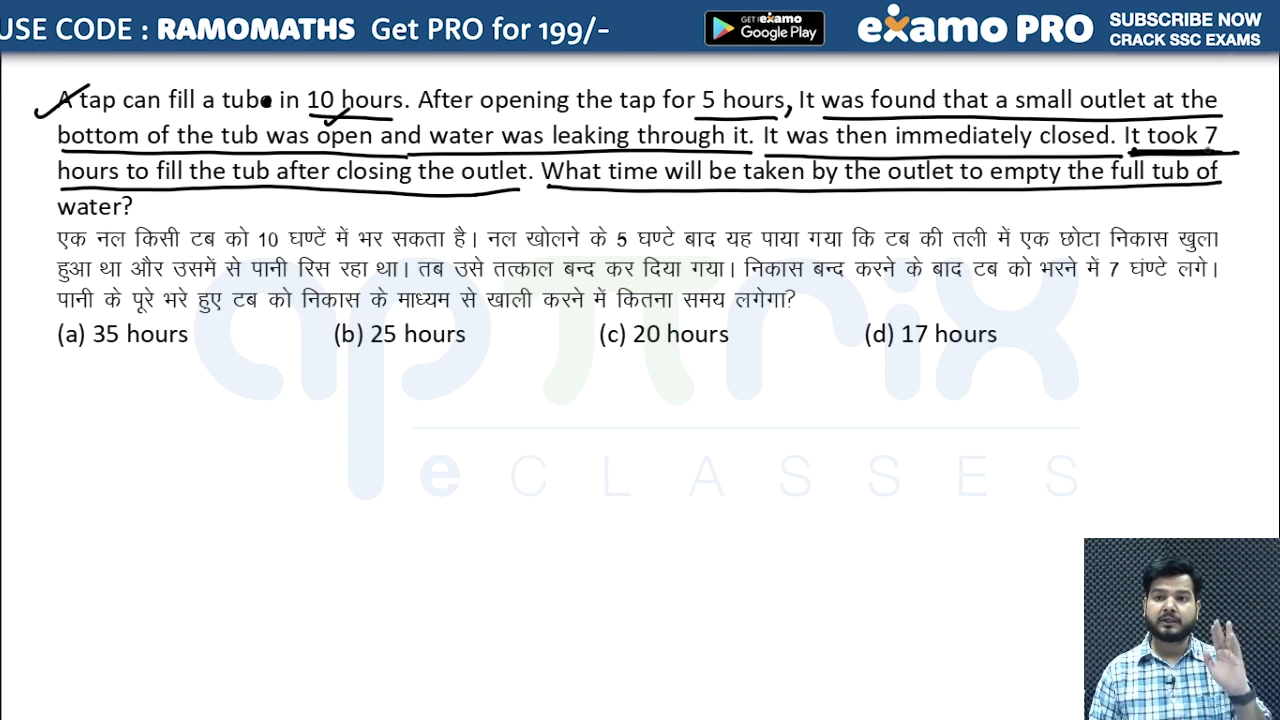 USE CODE : RAMOMATHS Get PRO for 199/-
GET examo
Google Play
examo PRO
SUBSCRIBE NOW
CRACK SSC EXAMS
A tap can fill a tub in 10 hours. After opening the tap for 5 hours, It was found that a small outlet at the
bottom of the tub was open and water was leaking through it. It was then immediately closed. It took 7
hours to fill the tub after closing the outlet. What time will be taken by the outlet to empty the full tub of
water?
एक नल किसी टब को 10 घण्टें में भर सकता है। नल खोलने के 5 घण्टे बाद यह पाया गया कि टब की तली में एक छोटा निकास खुला
हुआ था और उसमें से पानी रिस रहा था। तब उसे तत्काल बन्द कर दिया गया। निकास बन्द करने के बाद टब को भरने में 7 घंण्टे लगे।
पानी के पूरे भरे हुए टब को निकास के माध्यम से खाली करने में कितना समय लगेगा?
(a) 35 hours (b) 25 hours (c) 20 hours (d) 17 hours
apπrix
e CLASSES